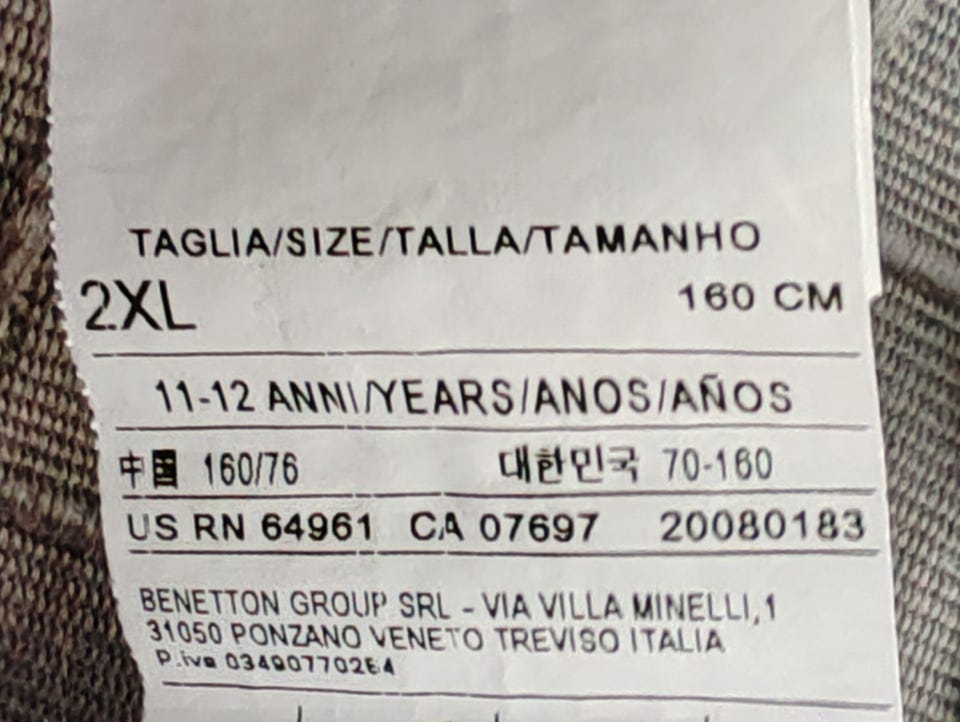 TAGLIA/SIZE/TALLA/TAMANHO
2XL 160 CM
11-12 ANNI/YEARS/ANOS/AÑOS
中国 160/76 대한민국 70-160
US RN 64961 CA 07697 20080183
BENETTON GROUP SRL - VIA VILLA MINELLI, 1
31050 PONZANO VENETO TREVISO ITALIA
P.iva 03490770264